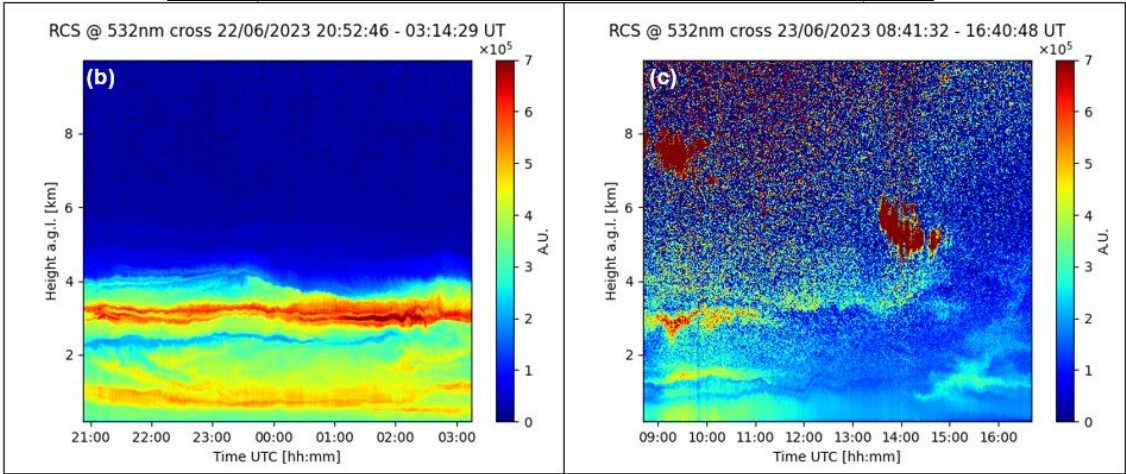 RCS @ 532nm cross 22/06/2023 20:52:46 - 03:14:29 UT
×10⁵
(b)
Height a.g.l. [km]
8
6
4
2
21:00 22:00 23:00 00:00 01:00 02:00 03:00
Time UTC [hh:mm]
7
6
5
4
3
2
1
0
A.U.
RCS @ 532nm cross 23/06/2023 08:41:32 - 16:40:48 UT
×10⁵
(c)
Height a.g.l. [km]
8
6
4
2
09:00 10:00 11:00 12:00 13:00 14:00 15:00 16:00
Time UTC [hh:mm]
7
6
5
4
3
2
1
0
A.U.